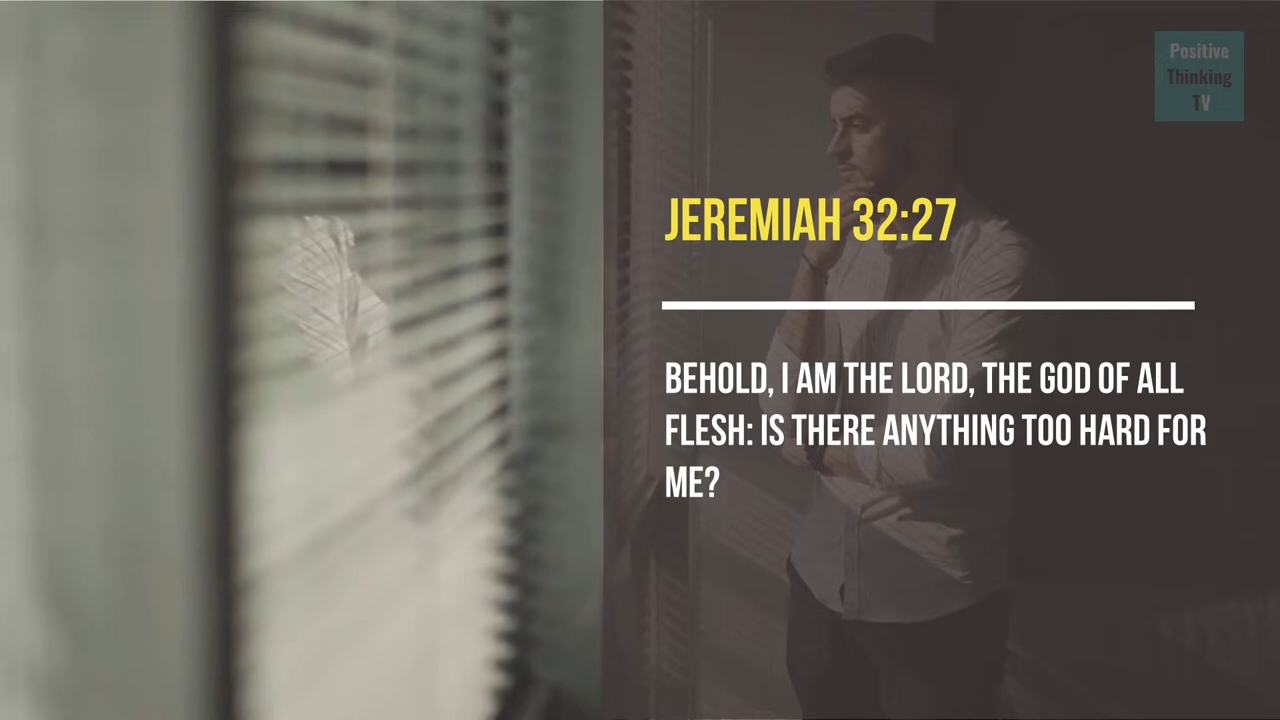 Positive
Thinking
TV
JEREMIAH 32:27
BEHOLD, I AM THE LORD, THE GOD OF ALL
FLESH: IS THERE ANYTHING TOO HARD FOR
ME?